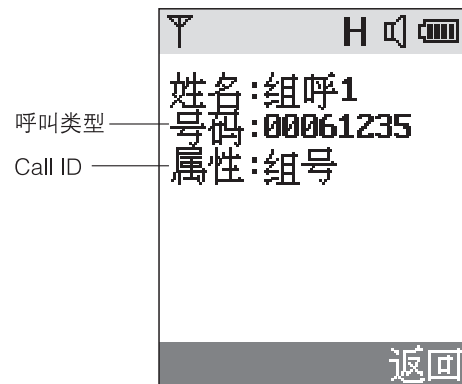 H
姓名:组呼1
呼叫类型
号码:00061235
Call ID
属性:组号
返回